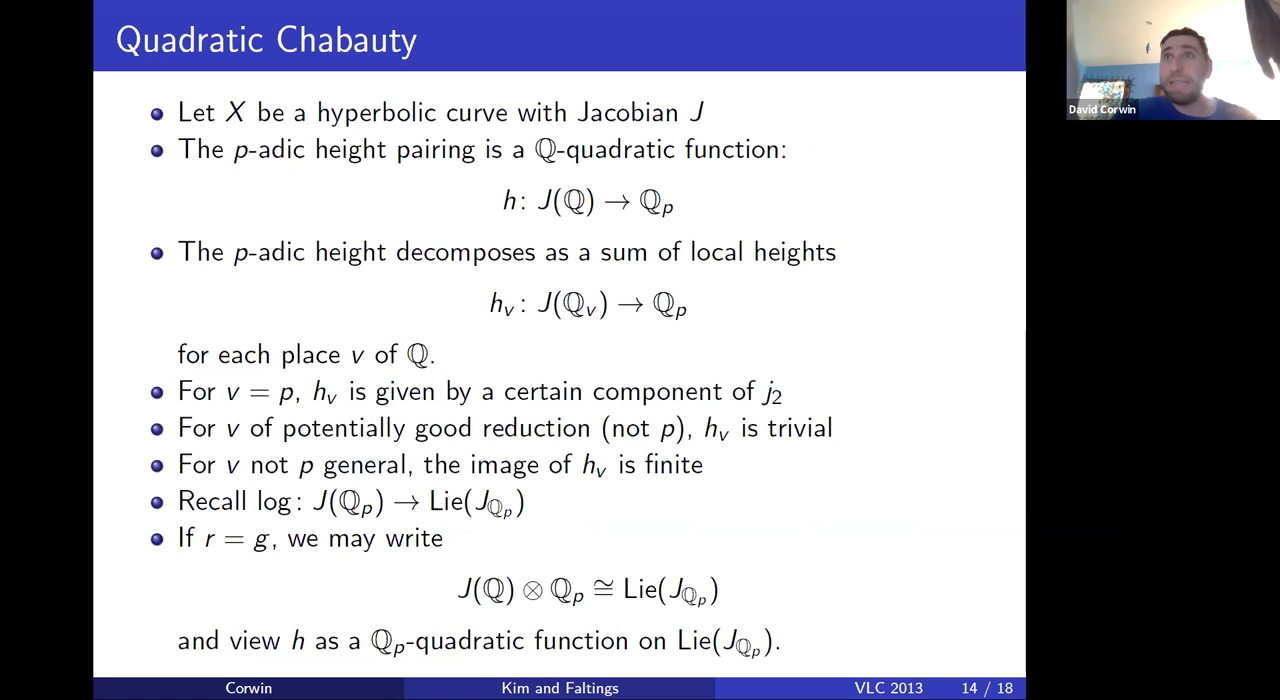 Quadratic Chabauty
Let X be a hyperbolic curve with Jacobian J
The p-adic height pairing is a ℚ-quadratic function:
h: J(ℚ) → ℚ_p
The p-adic height decomposes as a sum of local heights
h_v: J(ℚ_v) → ℚ_p
for each place v of ℚ.
For v = p, h_v is given by a certain component of j_2
For v of potentially good reduction (not p), h_v is trivial
For v not p general, the image of h_v is finite
Recall log: J(ℚ_p) → Lie(J_{ℚ_p})
If r = g, we may write
J(ℚ) ⊗ ℚ_p ≅ Lie(J_{ℚ_p})
and view h as a ℚ_p-quadratic function on Lie(J_{ℚ_p}).
Corwin Kim and Faltings VLC 2013 14 / 18
David Corwin